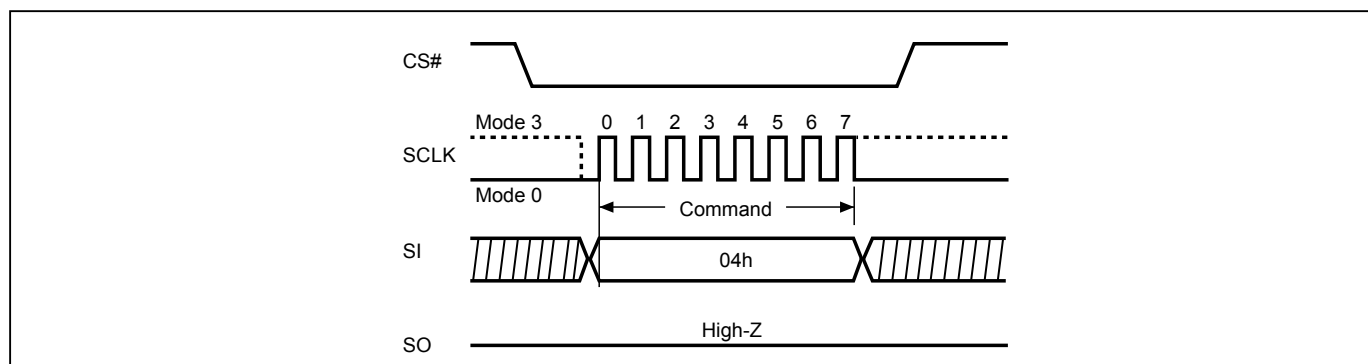 CS#
Mode 3
0 1 2 3 4 5 6 7
SCLK
Mode 0
Command
SI
04h
High-Z
SO